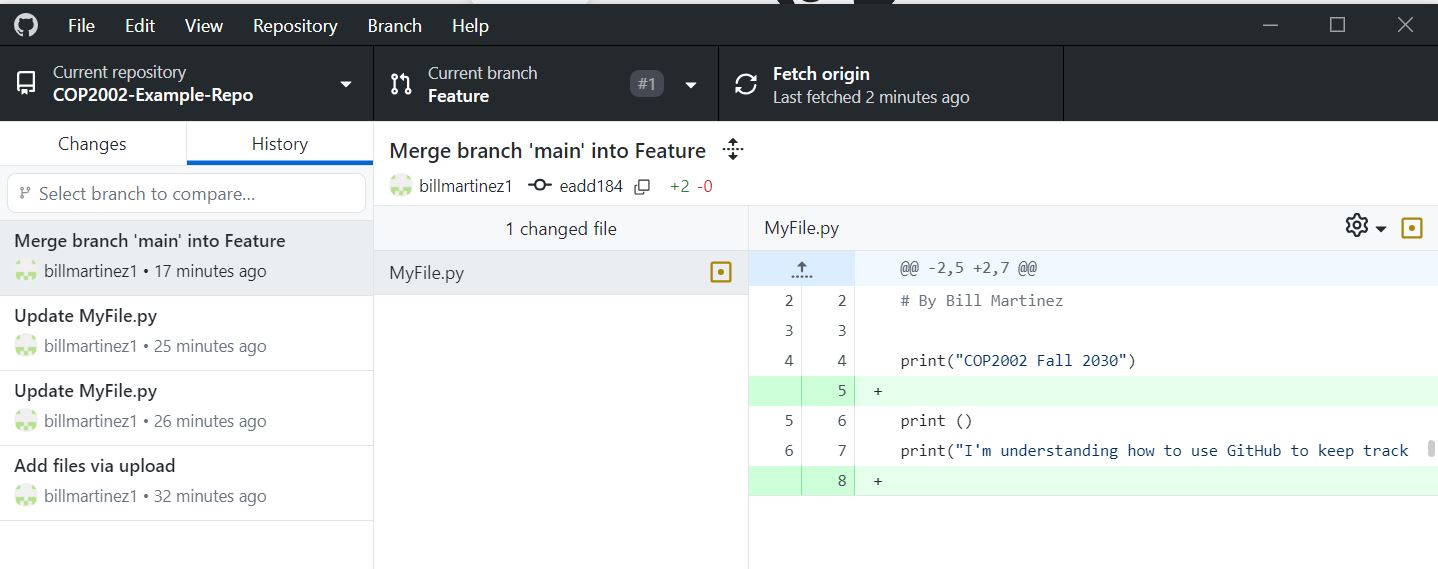 File Edit View Repository Branch Help
Current repository
COP2002-Example-Repo
Current branch
Feature
#1
Fetch origin
Last fetched 2 minutes ago
Changes History
Select branch to compare...
Merge branch 'main' into Feature
billmartinez1 • 17 minutes ago
Update MyFile.py
billmartinez1 • 25 minutes ago
Update MyFile.py
billmartinez1 • 26 minutes ago
Add files via upload
billmartinez1 • 32 minutes ago
Merge branch 'main' into Feature
billmartinez1 eadd184 +2 -0
1 changed file
MyFile.py
MyFile.py
@@ -2,5 +2,7 @@
2 2 # By Bill Martinez
3 3
4 4 print("COP2002 Fall 2030")
5 +
5 6 print ()
6 7 print("I'm understanding how to use GitHub to keep track
8 +